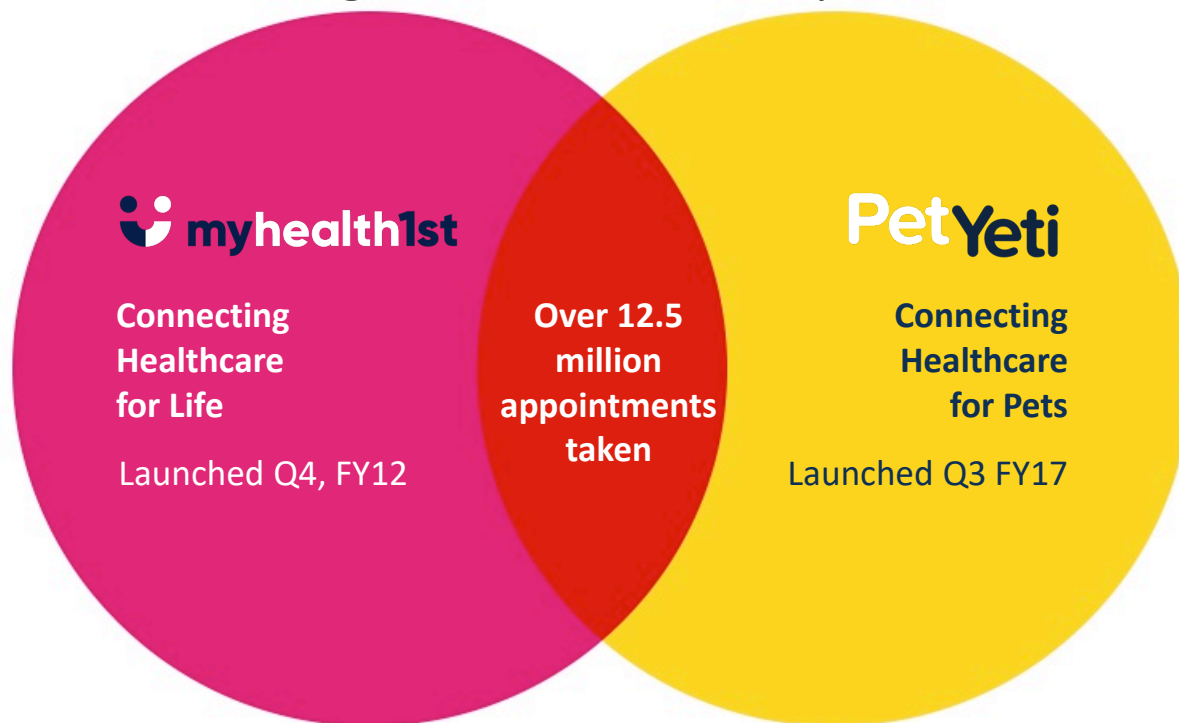 myhealth1st
Connecting
Healthcare
for Life
Launched Q4, FY12
Over 12.5
million
appointments
taken
PetYeti
Connecting
Healthcare
for Pets
Launched Q3 FY17